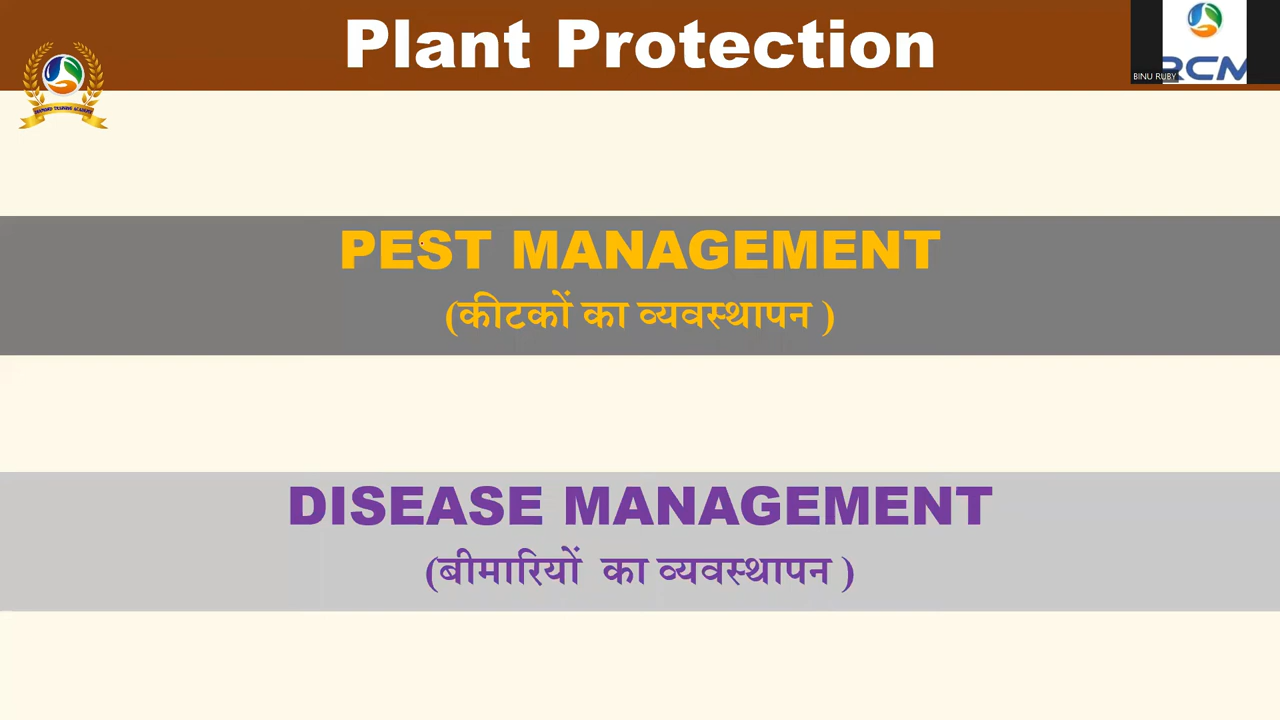 Plant Protection
BINU RUBY
RCM
PEST MANAGEMENT
(कीटकों का व्यवस्थापन )
DISEASE MANAGEMENT
(बीमारियों का व्यवस्थापन )